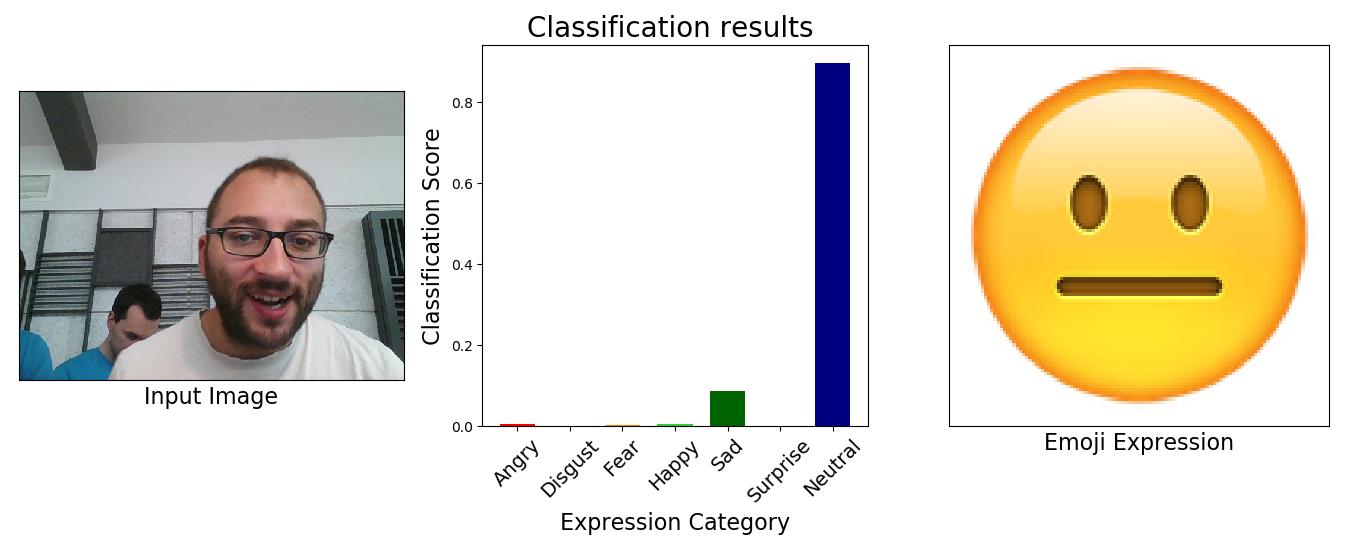 Classification results
Classification Score
0.8
0.6
0.4
0.2
0.0
Angry
Disgust
Fear
Happy
Sad
Surprise
Neutral
Expression Category
Input Image
Emoji Expression